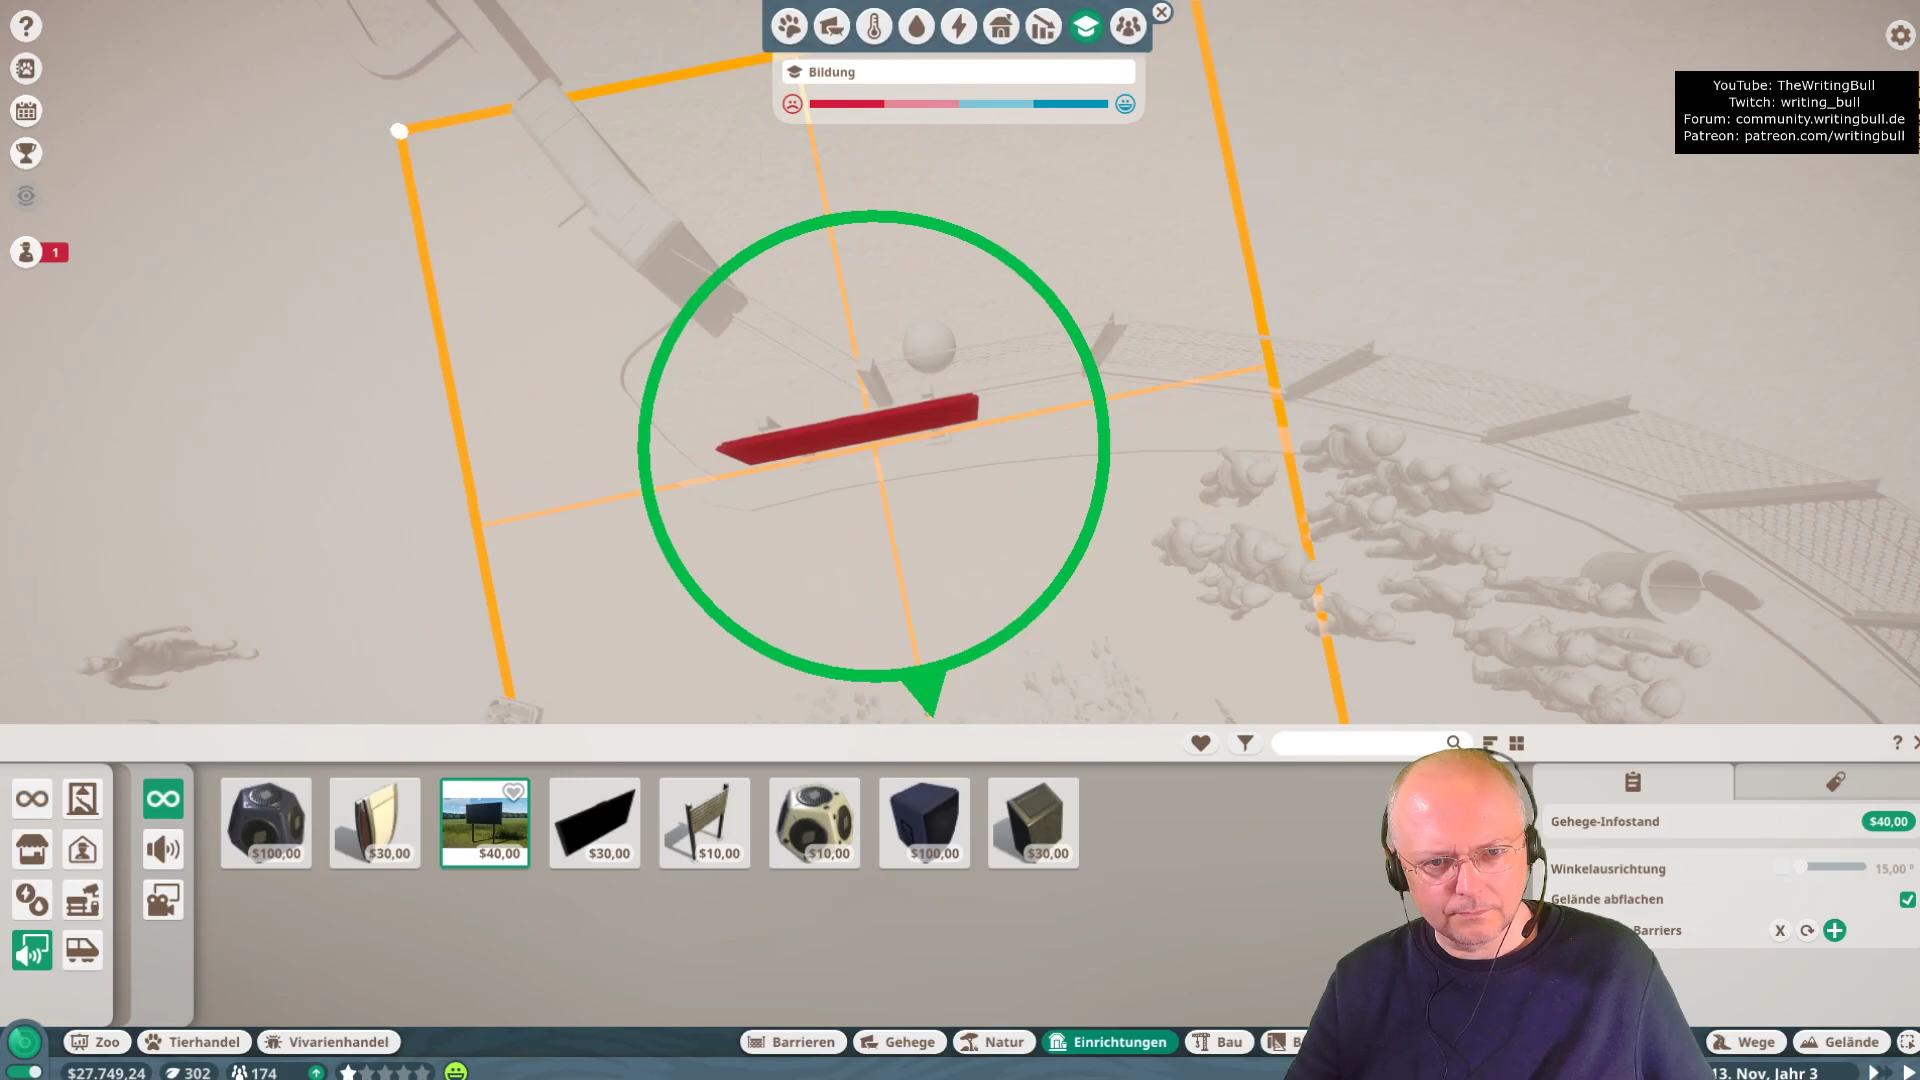 Bildung
YouTube: TheWritingBull
Twitch: writing_bull
Forum: community.writingbull.de
Patreon: patreon.com/writingbull
1
$100,00
$30,00
$40,00
$30,00
$10,00
$10,00
$100,00
$30,00
Gehege-Infostand
$40,00
Winkelausrichtung
15,00 °
Gelände abflachen
Barriers
X
Zoo
Tierhandel
Vivarienhandel
Barrieren
Gehege
Natur
Einrichtungen
Bau
B
Wege
Gelände
$27.749,24
302
174
13. Nov, Jahr 3